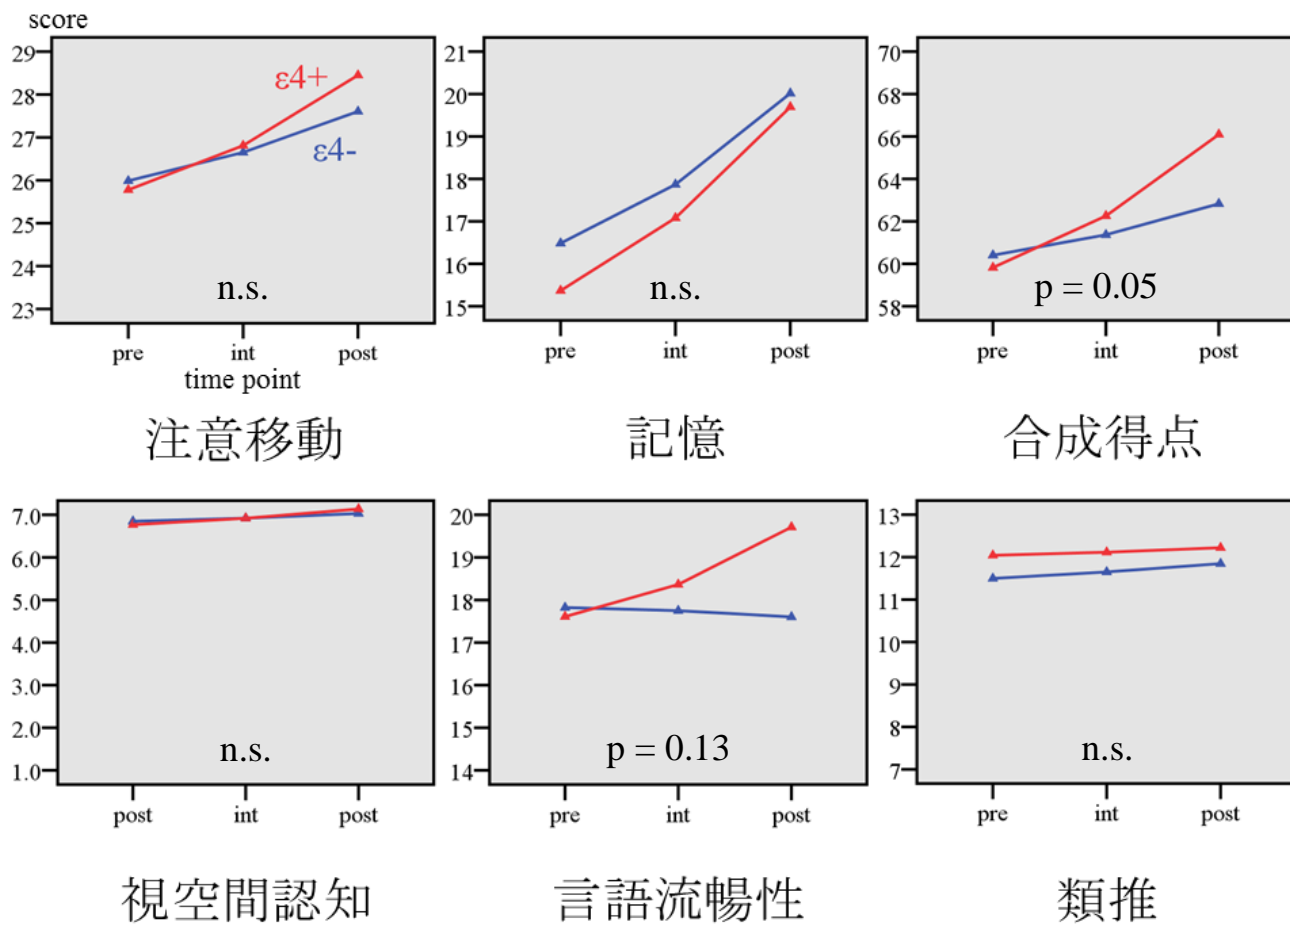 score
29
28
27
26
25
24
23
ε4+
ε4-
n.s.
pre int post
time point
注意移動
21
20
19
18
17
16
15
n.s.
pre int post
記憶
70
68
66
64
62
60
58
p = 0.05
pre int post
合成得点
7.0
6.0
5.0
4.0
3.0
2.0
1.0
n.s.
post int post
視空間認知
20
19
18
17
16
15
14
p = 0.13
pre int post
言語流暢性
13
12
11
10
9
8
7
n.s.
pre int post
類推